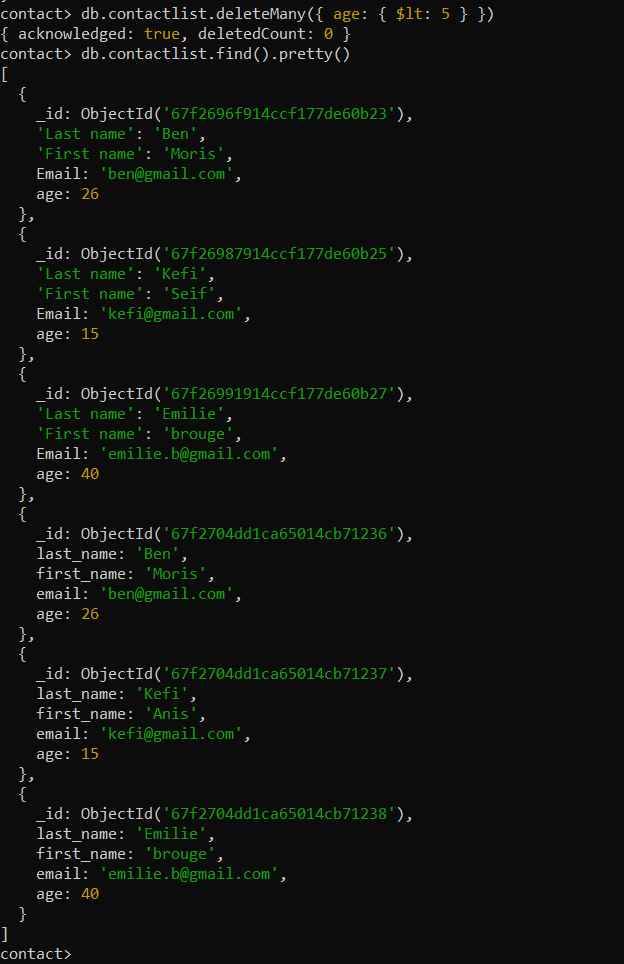 contact> db.contactlist.deleteMany({ age: { $lt: 5 } })
{ acknowledged: true, deletedCount: 0 }
contact> db.contactlist.find().pretty()
[
  {
    _id: ObjectId('67f2696f914ccf177de60b23'),
    'Last name': 'Ben',
    'First name': 'Moris',
    Email: 'ben@gmail.com',
    age: 26
  },
  {
    _id: ObjectId('67f26987914ccf177de60b25'),
    'Last name': 'Kefi',
    'First name': 'Seif',
    Email: 'kefi@gmail.com',
    age: 15
  },
  {
    _id: ObjectId('67f26991914ccf177de60b27'),
    'Last name': 'Emilie',
    'First name': 'brouge',
    Email: 'emilie.b@gmail.com',
    age: 40
  },
  {
    _id: ObjectId('67f2704dd1ca65014cb71236'),
    last_name: 'Ben',
    first_name: 'Moris',
    email: 'ben@gmail.com',
    age: 26
  },
  {
    _id: ObjectId('67f2704dd1ca65014cb71237'),
    last_name: 'Kefi',
    first_name: 'Anis',
    email: 'kefi@gmail.com',
    age: 15
  },
  {
    _id: ObjectId('67f2704dd1ca65014cb71238'),
    last_name: 'Emilie',
    first_name: 'brouge',
    email: 'emilie.b@gmail.com',
    age: 40
  }
]
contact>